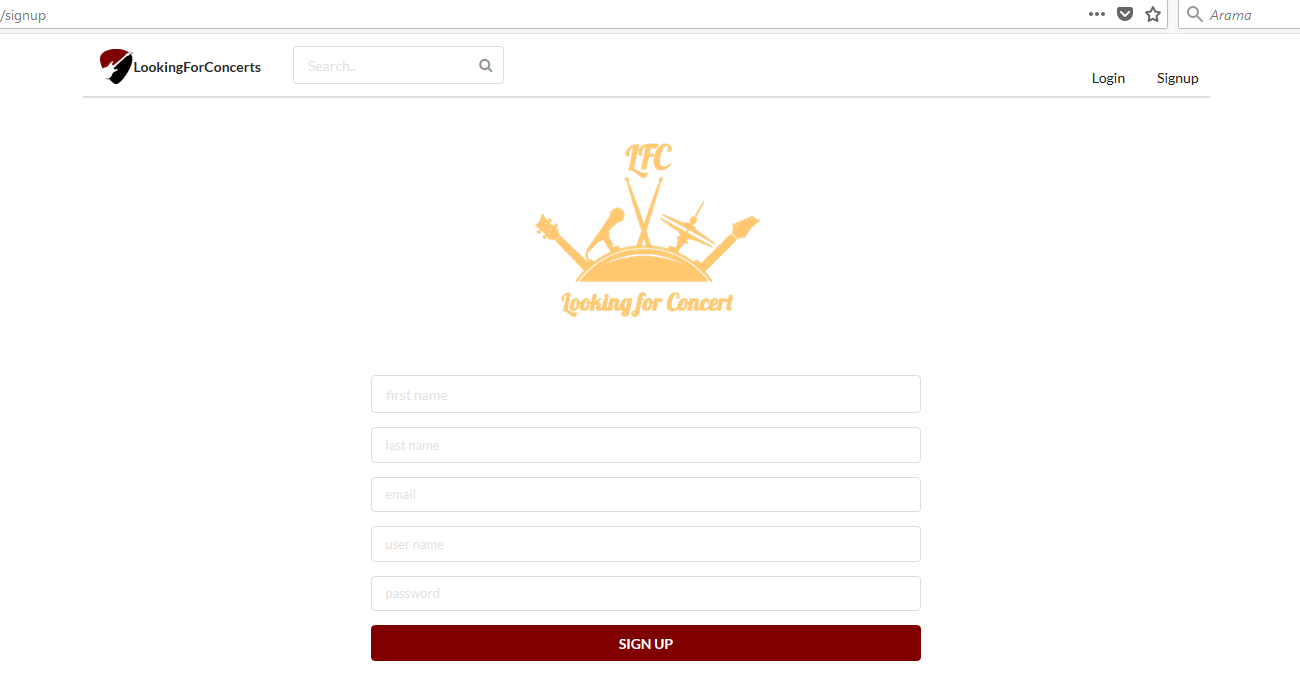 /signup
Arama
LookingForConcerts
Search..
Login
Signup
LFC
Looking for Concert
first name
last name
email
user name
password
SIGN UP